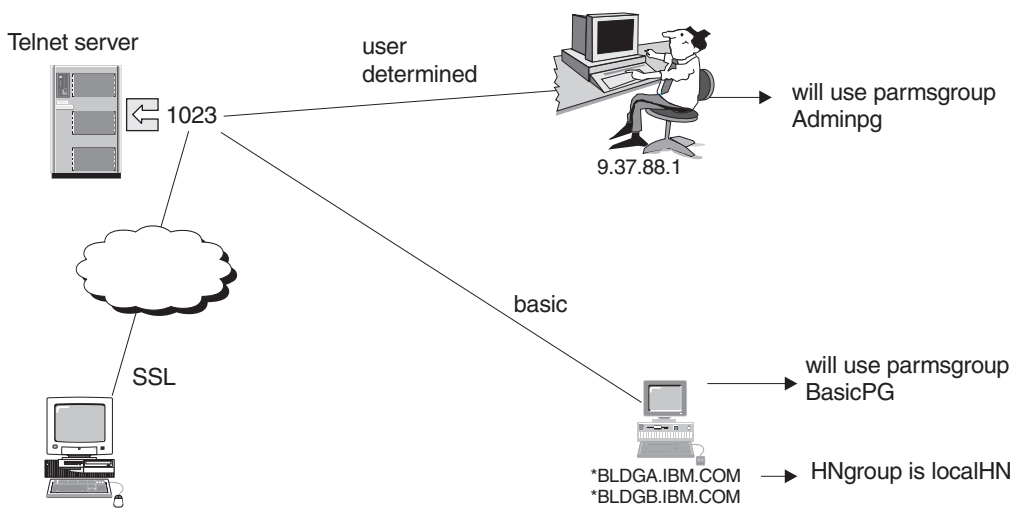 Telnet server
user
determined
1023
will use parmsgroup
Adminpg
9.37.88.1
basic
SSL
will use parmsgroup
BasicPG
*BLDGA.IBM.COM
*BLDGB.IBM.COM
HNgroup is localHN